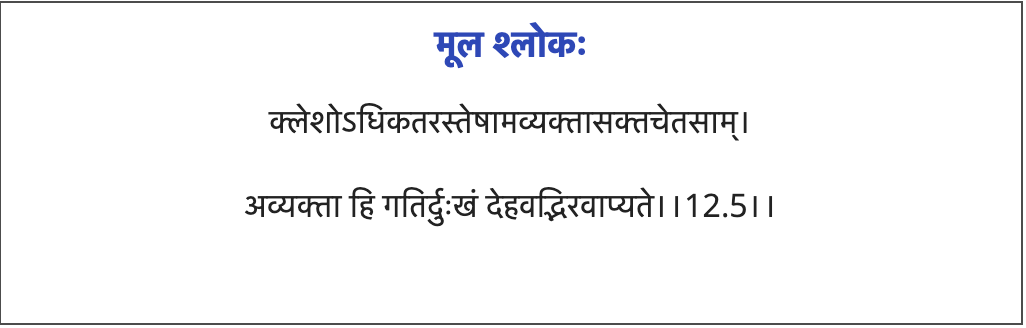 मूल श्लोकः
क्लेशोऽधिकतरस्तेषामव्यक्तासक्तचेतसाम्।
अव्यक्ता हि गतिर्दुःखं देहवद्भिरवाप्यते।।12.5।।